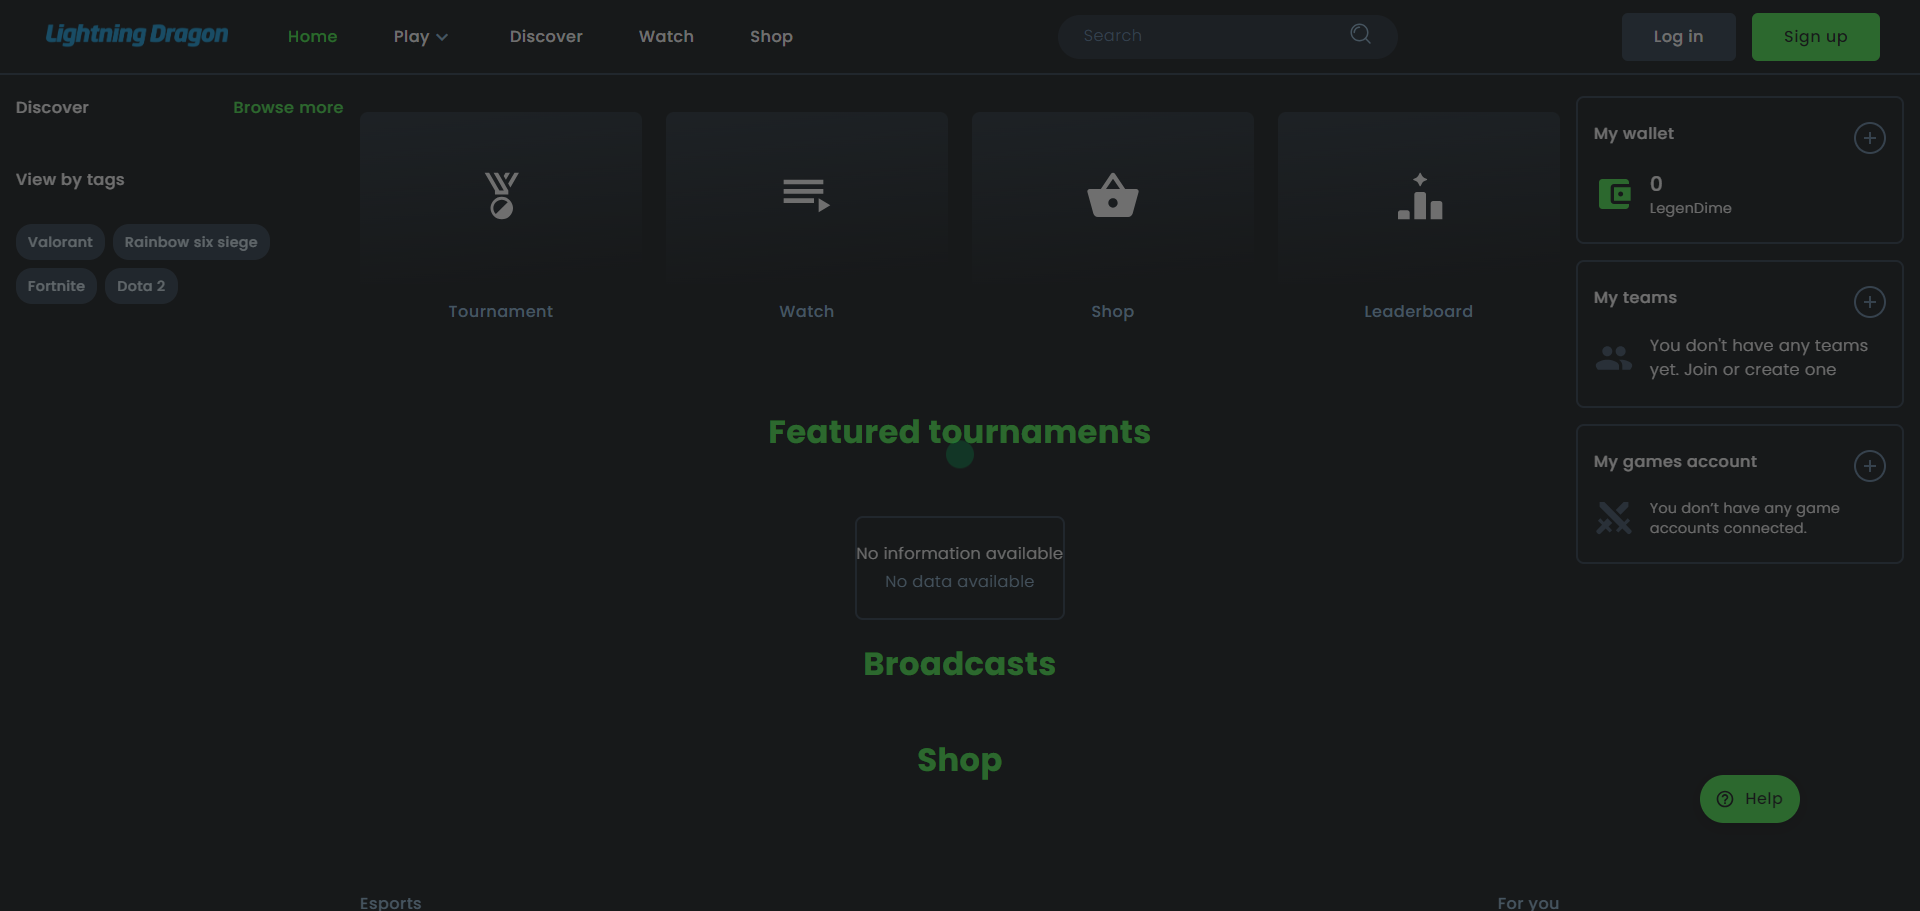 Lightning Dragon
Home
Play
Discover
Watch
Shop
Search
Log in
Sign up
Discover
Browse more
View by tags
Valorant
Rainbow six siege
Fortnite
Dota 2
Tournament
Watch
Shop
Leaderboard
Featured tournaments
No information available
No data available
Broadcasts
Shop
Esports
For you
My wallet
0
LegenDime
My teams
You don't have any teams
yet. Join or create one
My games account
You don't have any game
accounts connected.
Help